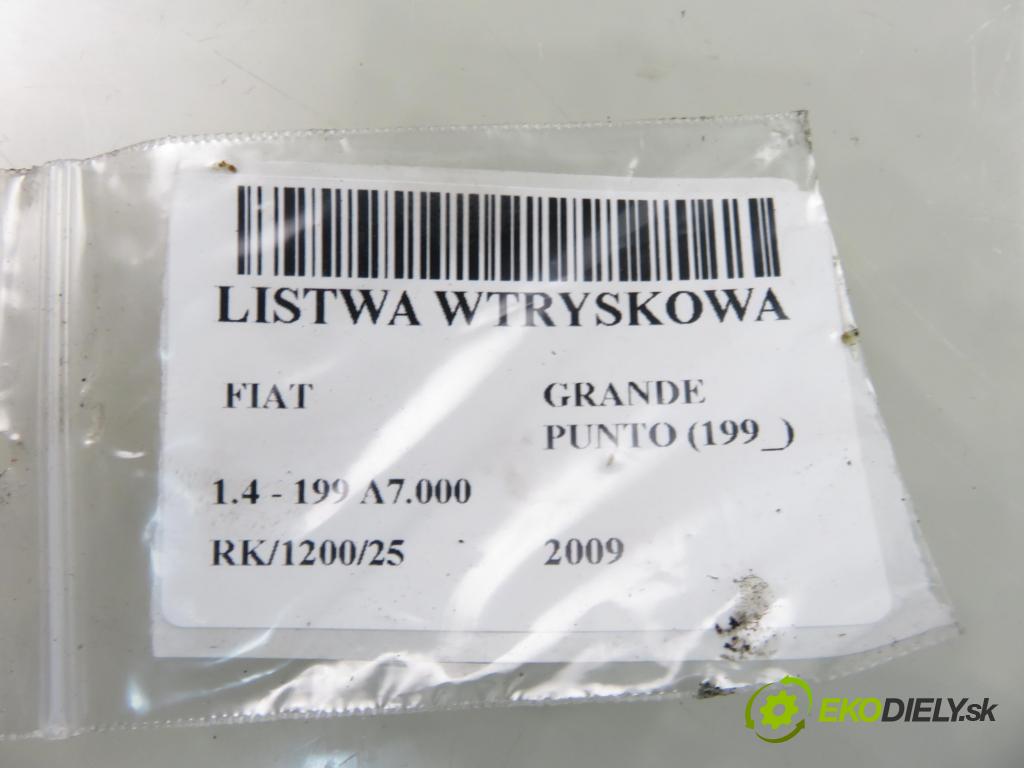 LISTWA WTRYSKOWA
FIAT GRANDE
PUNTO (199_)
1.4 - 199 A7.000
RK/1200/25 2009
EKODIELY.sk